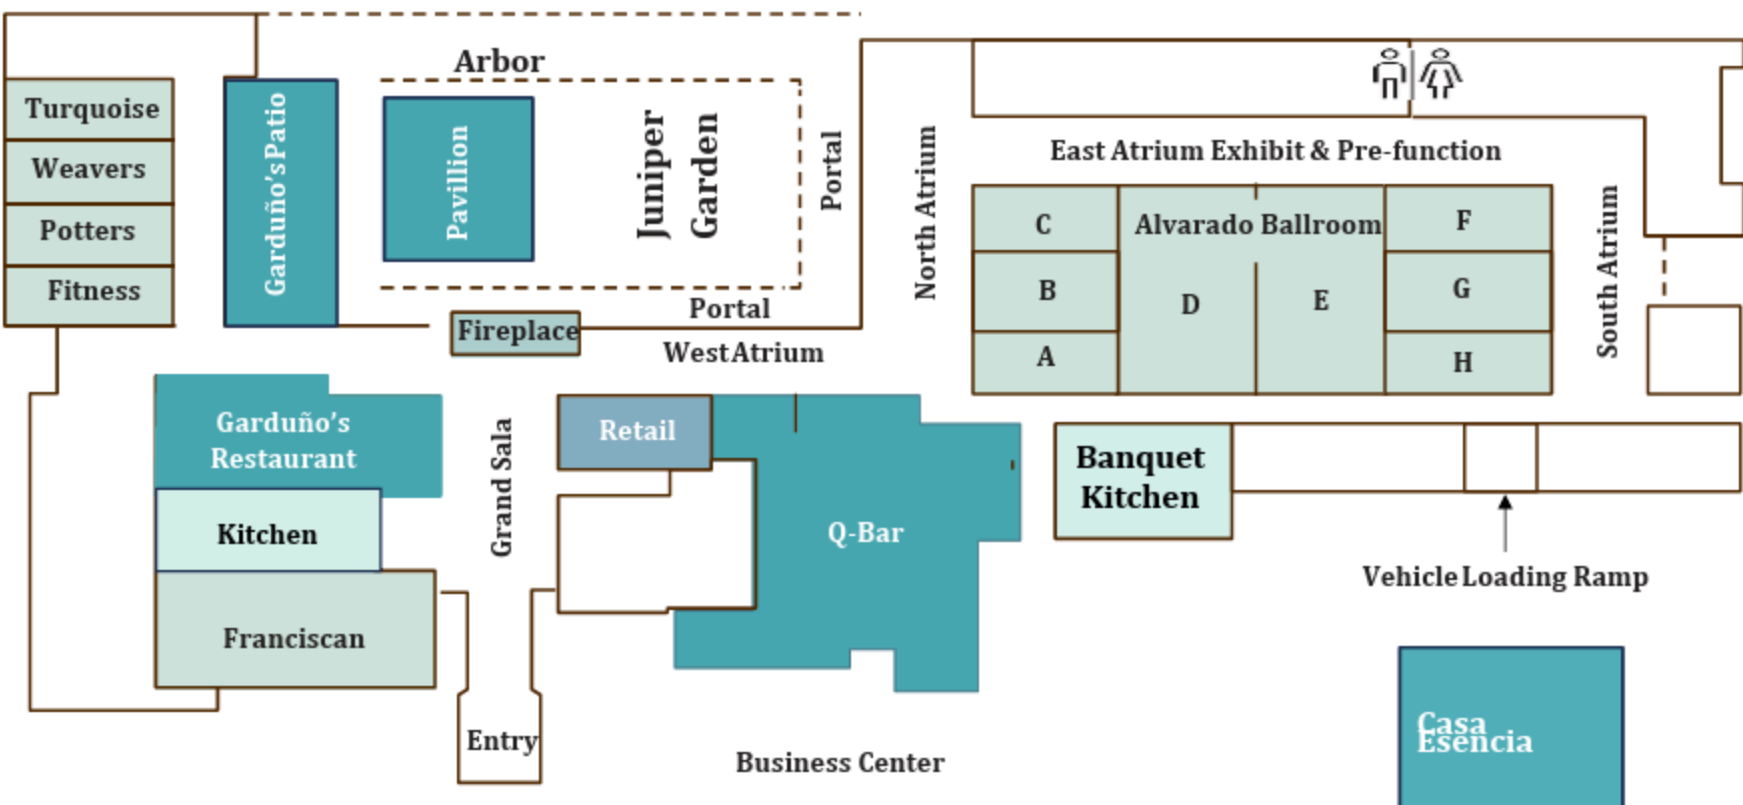 Arbor
Turquoise
Weavers
Potters
Fitness
Garduño's Patio
Pavillion
Juniper
Garden
Portal
North Atrium
East Atrium Exhibit & Pre-function
C
B
A
Alvarado Ballroom
D
E
F
G
H
South Atrium
Portal
Fireplace
West Atrium
Garduño's
Restaurant
Kitchen
Franciscan
Grand Sala
Retail
Q-Bar
Banquet
Kitchen
Vehicle Loading Ramp
Entry
Business Center
Casa
Esencia